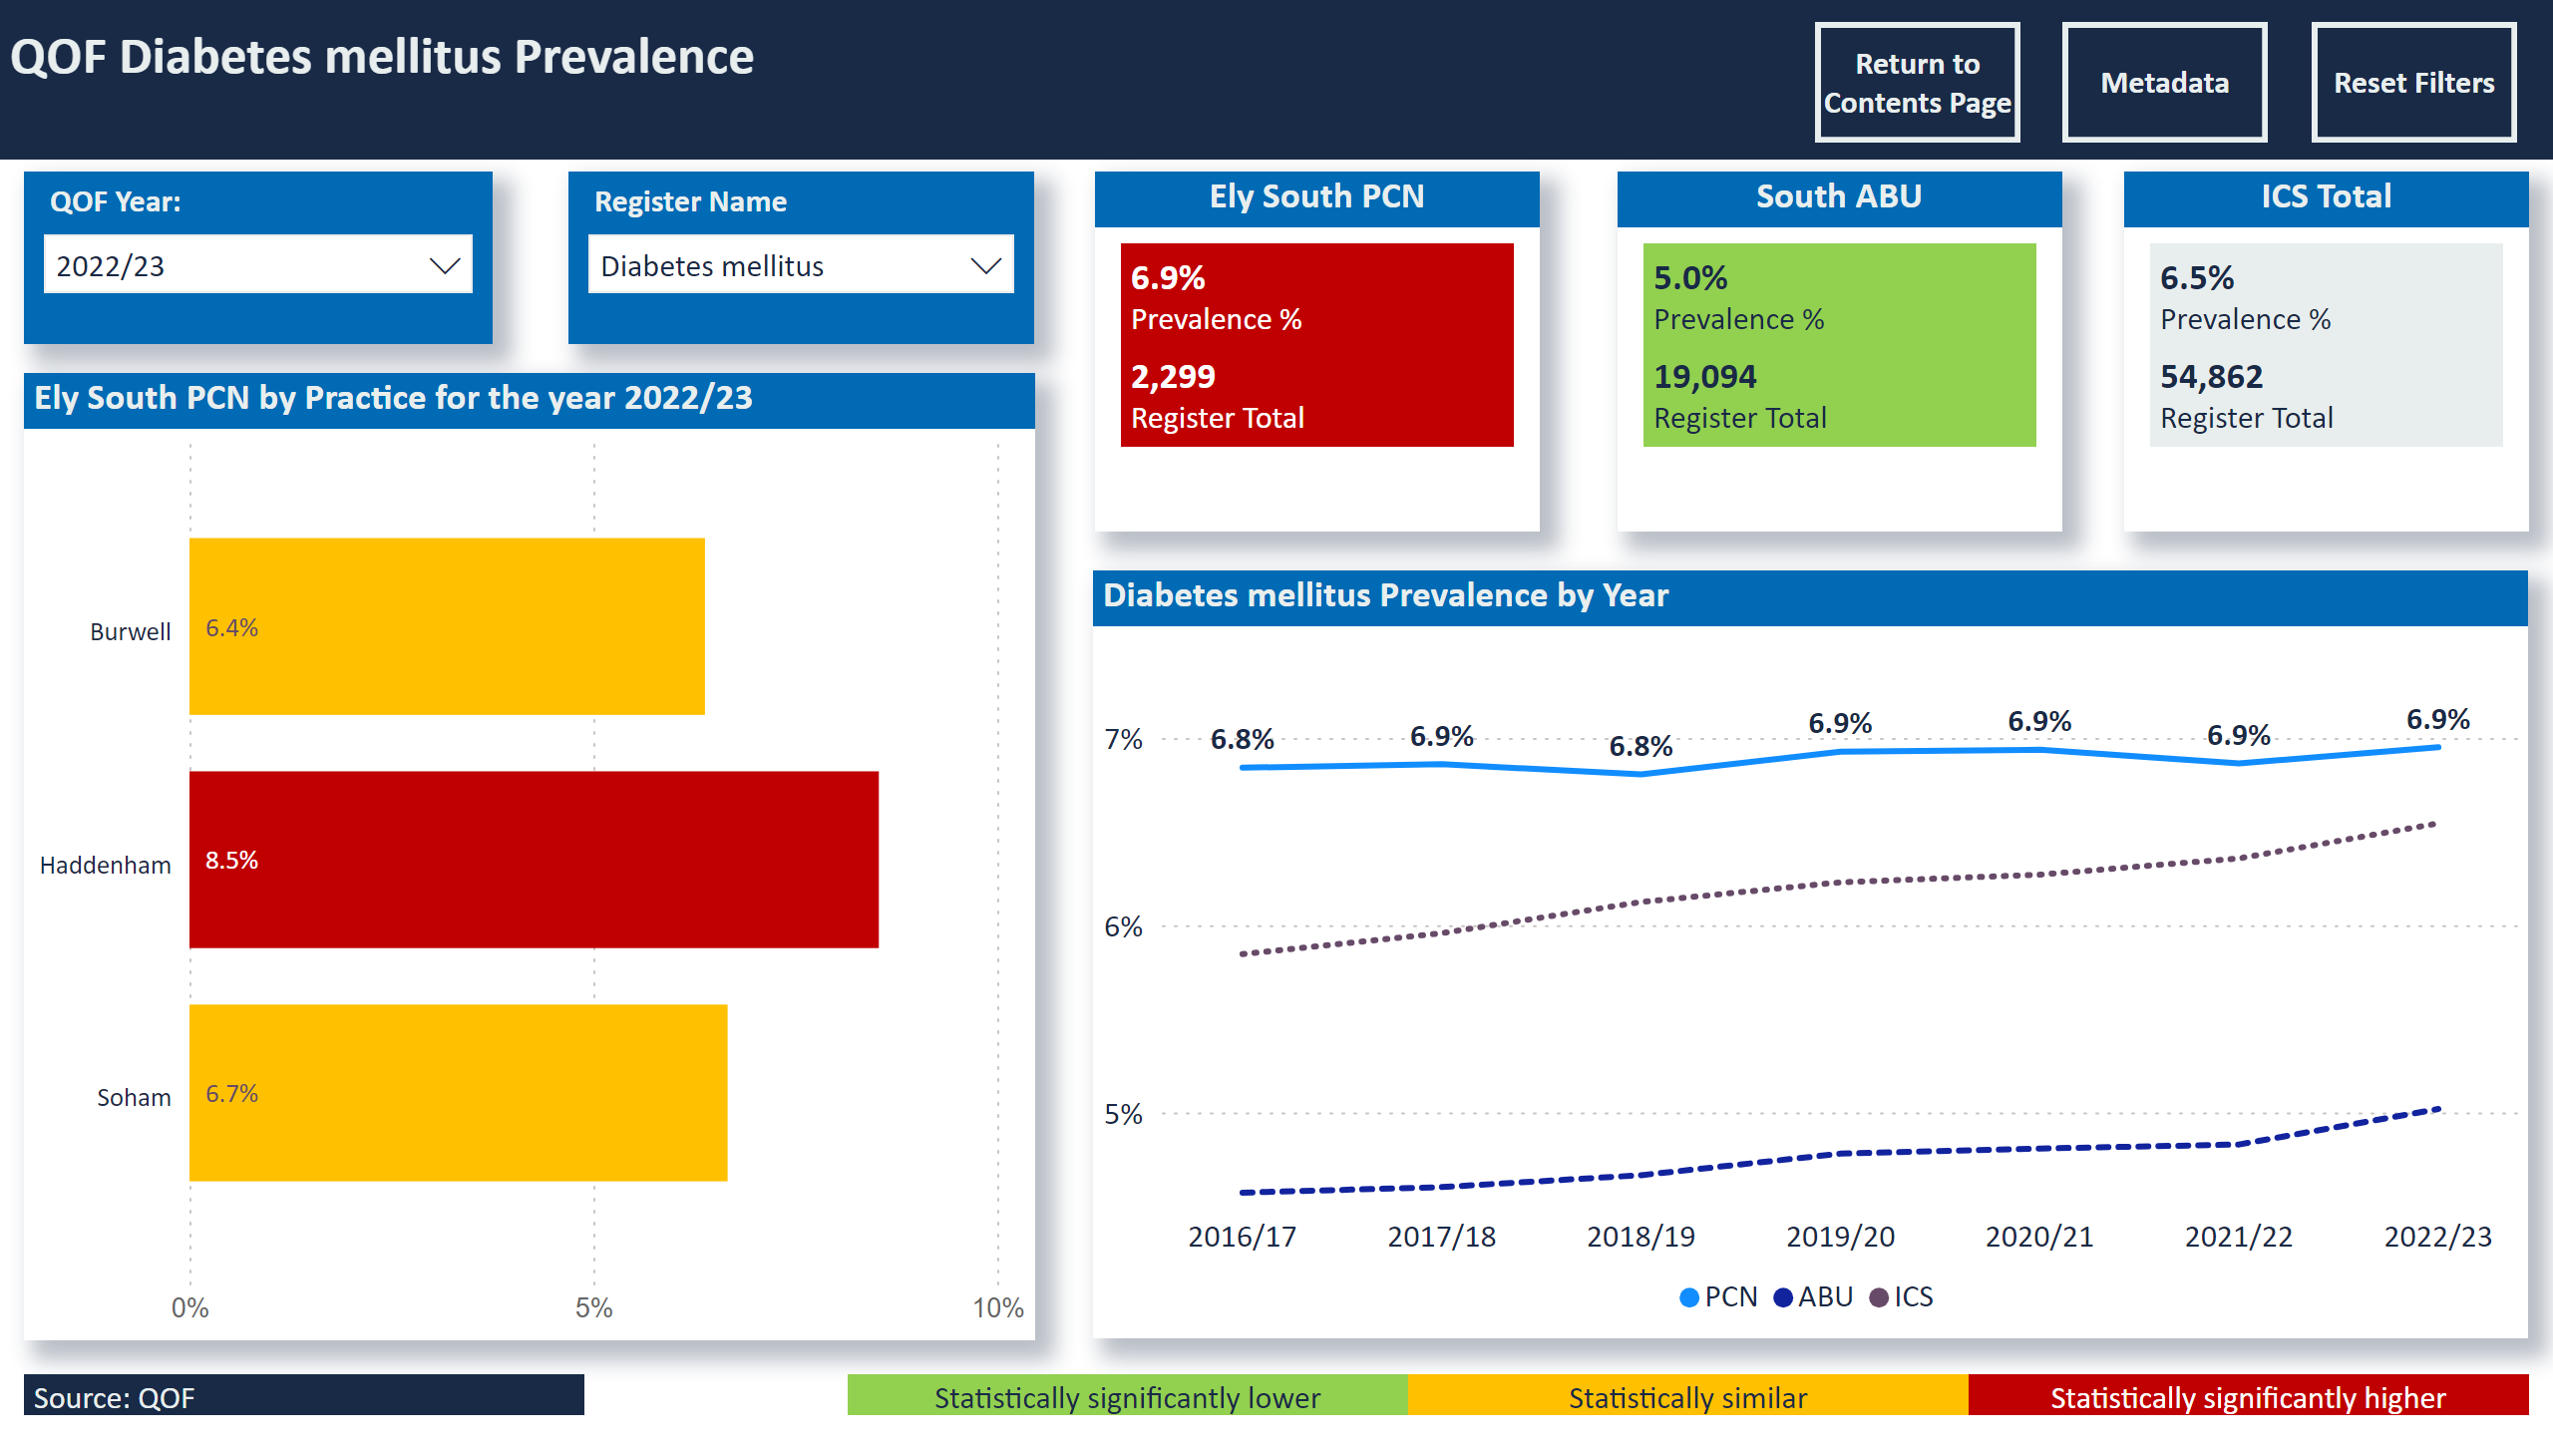 QOF Diabetes mellitus Prevalence
Return to
Contents Page
Metadata
Reset Filters
QOF Year:
2022/23
Register Name
Diabetes mellitus
Ely South PCN
6.9%
Prevalence %
2,299
Register Total
South ABU
5.0%
Prevalence %
19,094
Register Total
ICS Total
6.5%
Prevalence %
54,862
Register Total
Ely South PCN by Practice for the year 2022/23
Burwell
6.4%
Haddenham
8.5%
Soham
6.7%
0%
5%
10%
Diabetes mellitus Prevalence by Year
7%
6%
5%
6.8%
6.9%
6.8%
6.9%
6.9%
6.9%
6.9%
2016/17
2017/18
2018/19
2019/20
2020/21
2021/22
2022/23
PCN
ABU
ICS
Source: QOF
Statistically significantly lower
Statistically similar
Statistically significantly higher